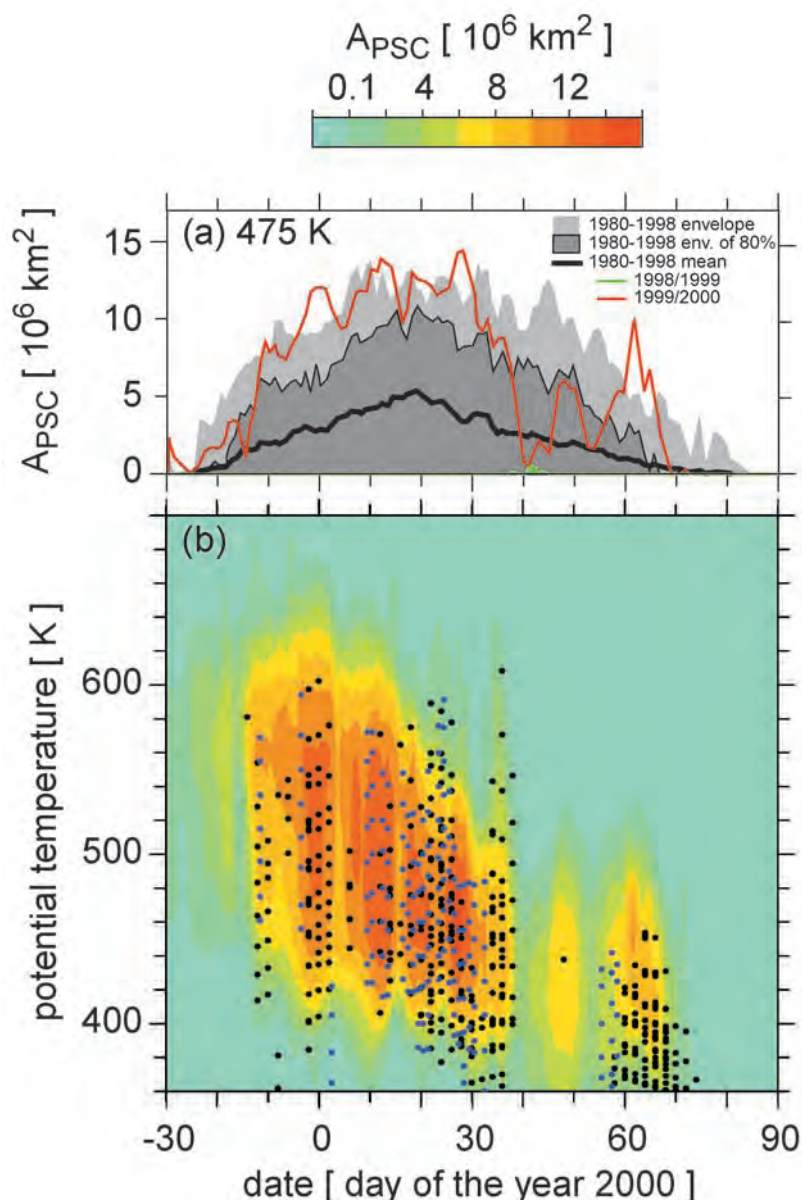 A_PSC [ 10^6 km^2]
0.1 4 8 12
(a) 475 K
1980-1998 envelope
1980-1998 env. of 80%
1980-1998 mean
1998/1999
1999/2000
15
10
5
0
A_PSC [ 10^6 km^2 ]
(b)
600
500
400
potential temperature [ K ]
-30 0 30 60 90
date [ day of the year 2000 ]